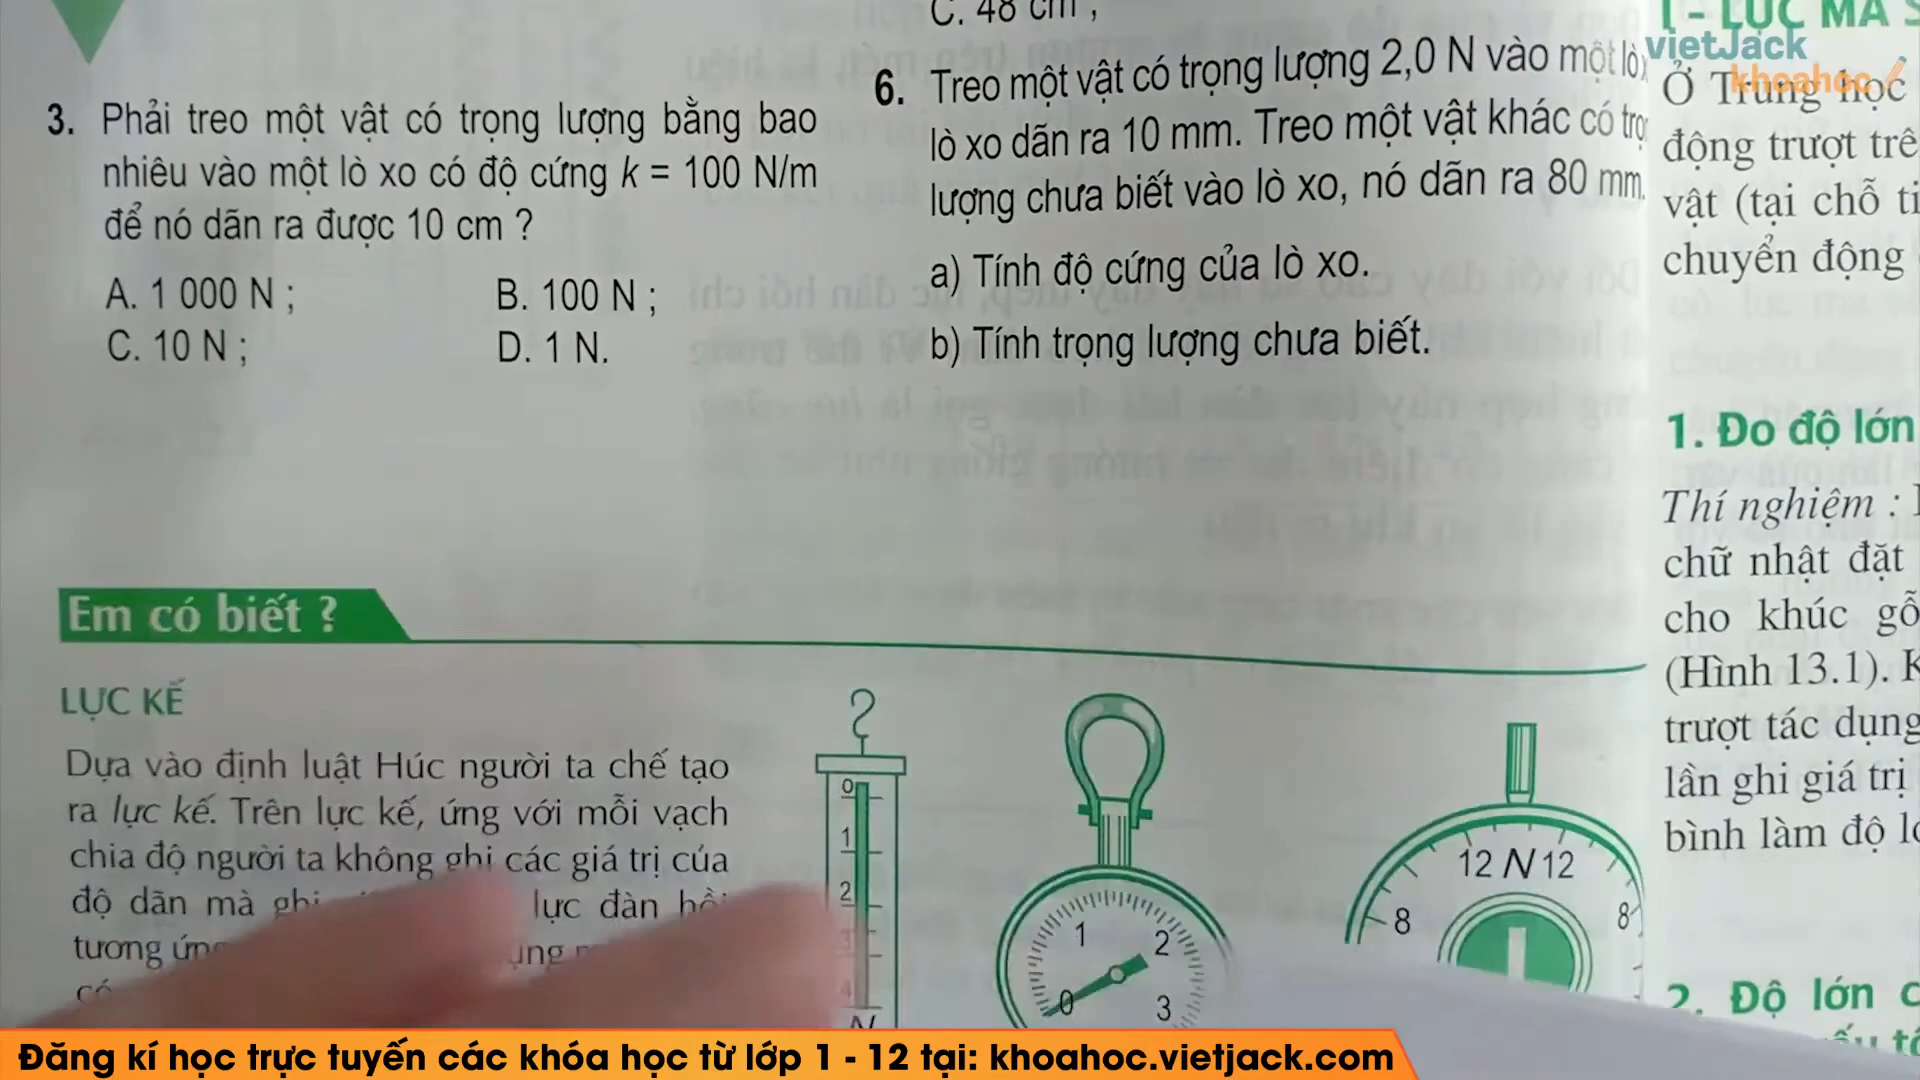 3. Phải treo một vật có trọng lượng bằng bao
nhiêu vào một lò xo có độ cứng k = 100 N/m
để nó dãn ra được 10 cm ?
A. 1 000 N ;
B. 100 N ;
C. 10 N ;
D. 1 N.
C. 48 cm ;
6. Treo một vật có trọng lượng 2,0 N vào một lò
lò xo dãn ra 10 mm. Treo một vật khác có
lượng chưa biết vào lò xo, nó dãn ra 80 mm.
a) Tính độ cứng của lò xo.
b) Tính trọng lượng chưa biết.
Em có biết ?
LỰC KẾ
Dựa vào định luật Húc người ta chế tạo
ra lực kế. Trên lực kế, ứng với mỗi vạch
chia độ người ta không ghi các giá trị của
độ dãn mà ghi lực đàn hồi
tương
0
1
2
3
4
N
1
2
0
3
12 N 12
8
8
I - LỰC MA
vietJack
khoahoc
Ở Trung học
động trượt trê
vật (tại chỗ ti
chuyển động
1. Đo độ lớn
Thí nghiệm :
chữ nhật đặt
cho khúc gỗ
(Hình 13.1). K
trượt tác dụng
lần ghi giá trị
bình làm độ
2. Độ lớn
Đăng kí học trực tuyến các khóa học từ lớp 1 - 12 tại: khoahoc.vietjack.com